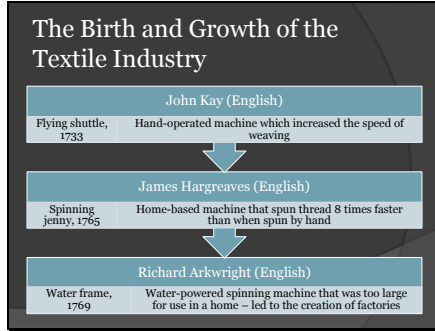 The Birth and Growth of the
Textile Industry
John Kay (English)
Flying shuttle,
1733
Hand-operated machine which increased the speed of
weaving
James Hargreaves (English)
Spinning
jenny, 1765
Home-based machine that spun thread 8 times faster
than when spun by hand
Richard Arkwright (English)
Water frame,
1769
Water-powered spinning machine that was too large
for use in a home – led to the creation of factories